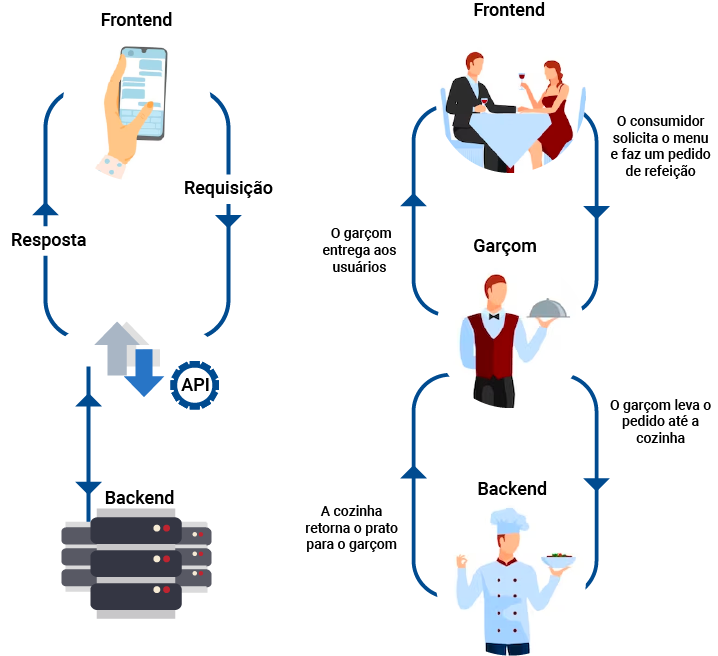 Frontend
Requisição
Resposta
API
Backend
Frontend
O consumidor
solicita o menu
e faz um pedido
de refeição
O garçom
entrega aos
usuários
Garçom
O garçom leva o
pedido até a
cozinha
Backend
A cozinha
retorna o prato
para o garçom